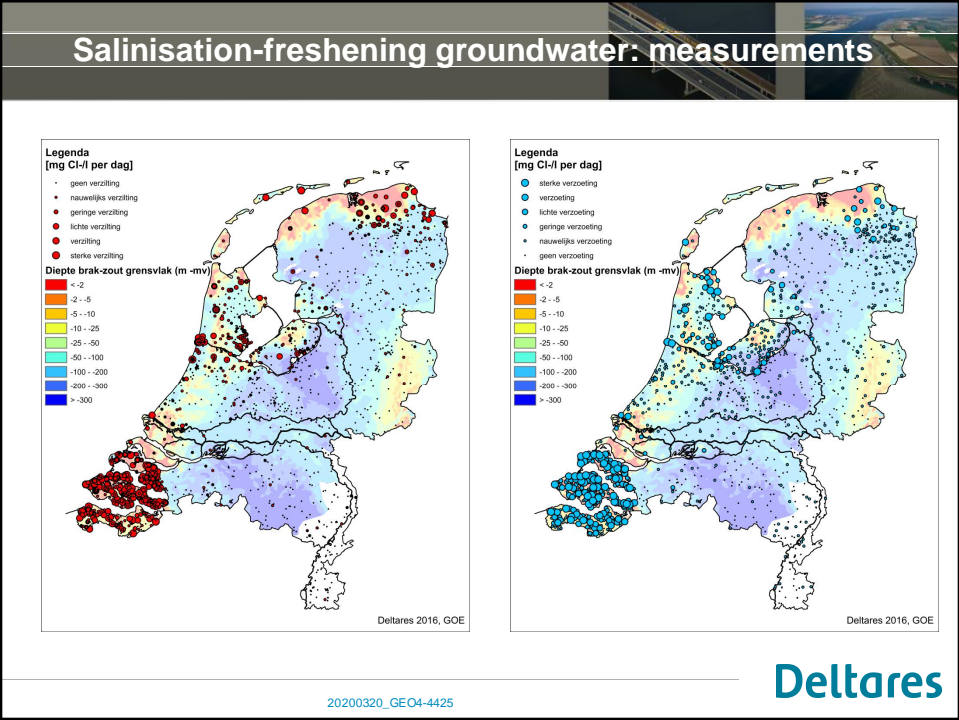 Salinisation-freshening groundwater: measurements
Legenda
[mg Cl-/l per dag]
geen verzilting
nauwelijks verzilting
geringe verzilting
lichte verzilting
verzilting
sterke verzilting
Diepte brak-zout grensvlak (m -mv)
< -2
-2 - -5
-5 - -10
-10 - -25
-25 - -50
-50 - -100
-100 - -200
-200 - -300
> -300
Deltares 2016, GOE
Legenda
[mg Cl-/l per dag]
sterke verzoeting
verzoeting
lichte verzoeting
geringe verzoeting
nauwelijks verzoeting
geen verzoeting
Diepte brak-zout grensvlak (m -mv)
< -2
-2 - -5
-5 - -10
-10 - -25
-25 - -50
-50 - -100
-100 - -200
-200 - -300
> -300
Deltares 2016, GOE
20200320_GEO4-4425
Deltares